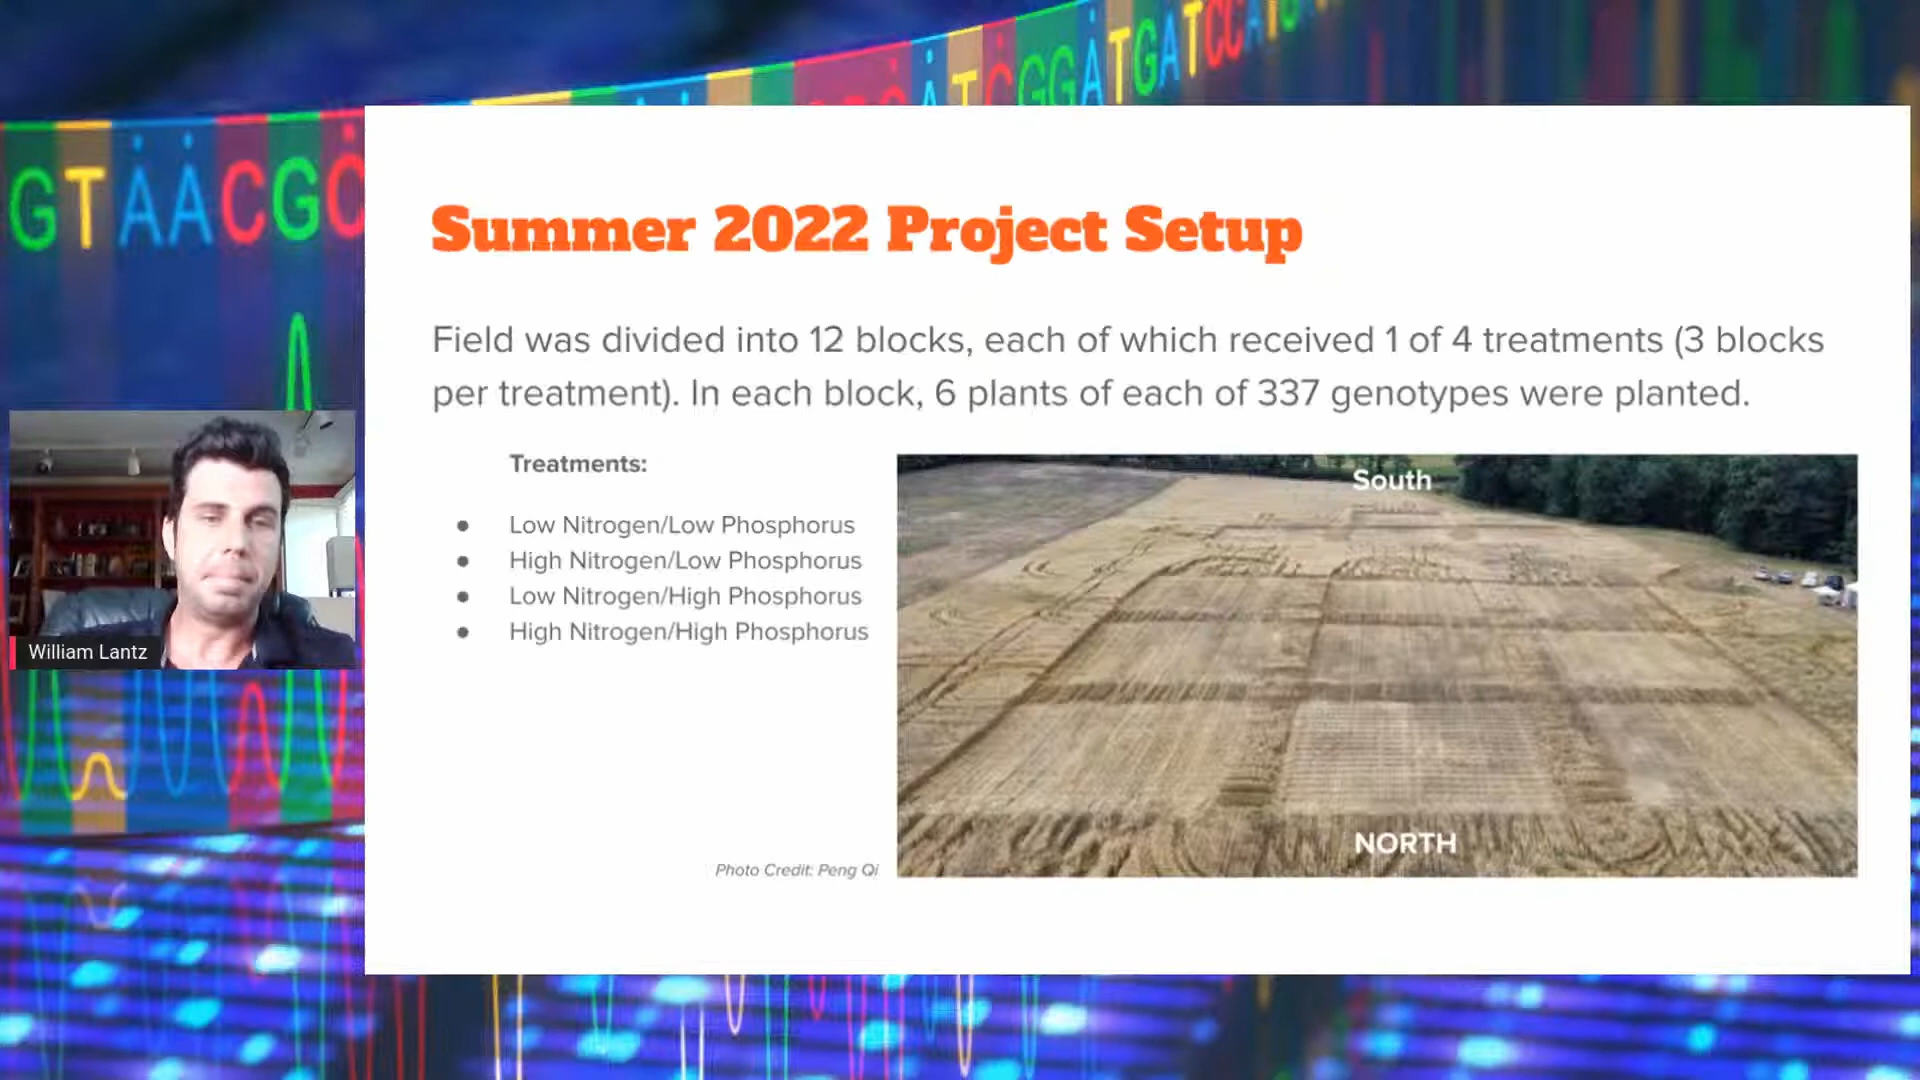 GGATGATCCATG
GTAACGC
Summer 2022 Project Setup
Field was divided into 12 blocks, each of which received 1 of 4 treatments (3 blocks
per treatment). In each block, 6 plants of each of 337 genotypes were planted.
Treatments:
● Low Nitrogen/Low Phosphorus
● High Nitrogen/Low Phosphorus
● Low Nitrogen/High Phosphorus
● High Nitrogen/High Phosphorus
South
NORTH
Photo Credit: Peng Qi
William Lantz